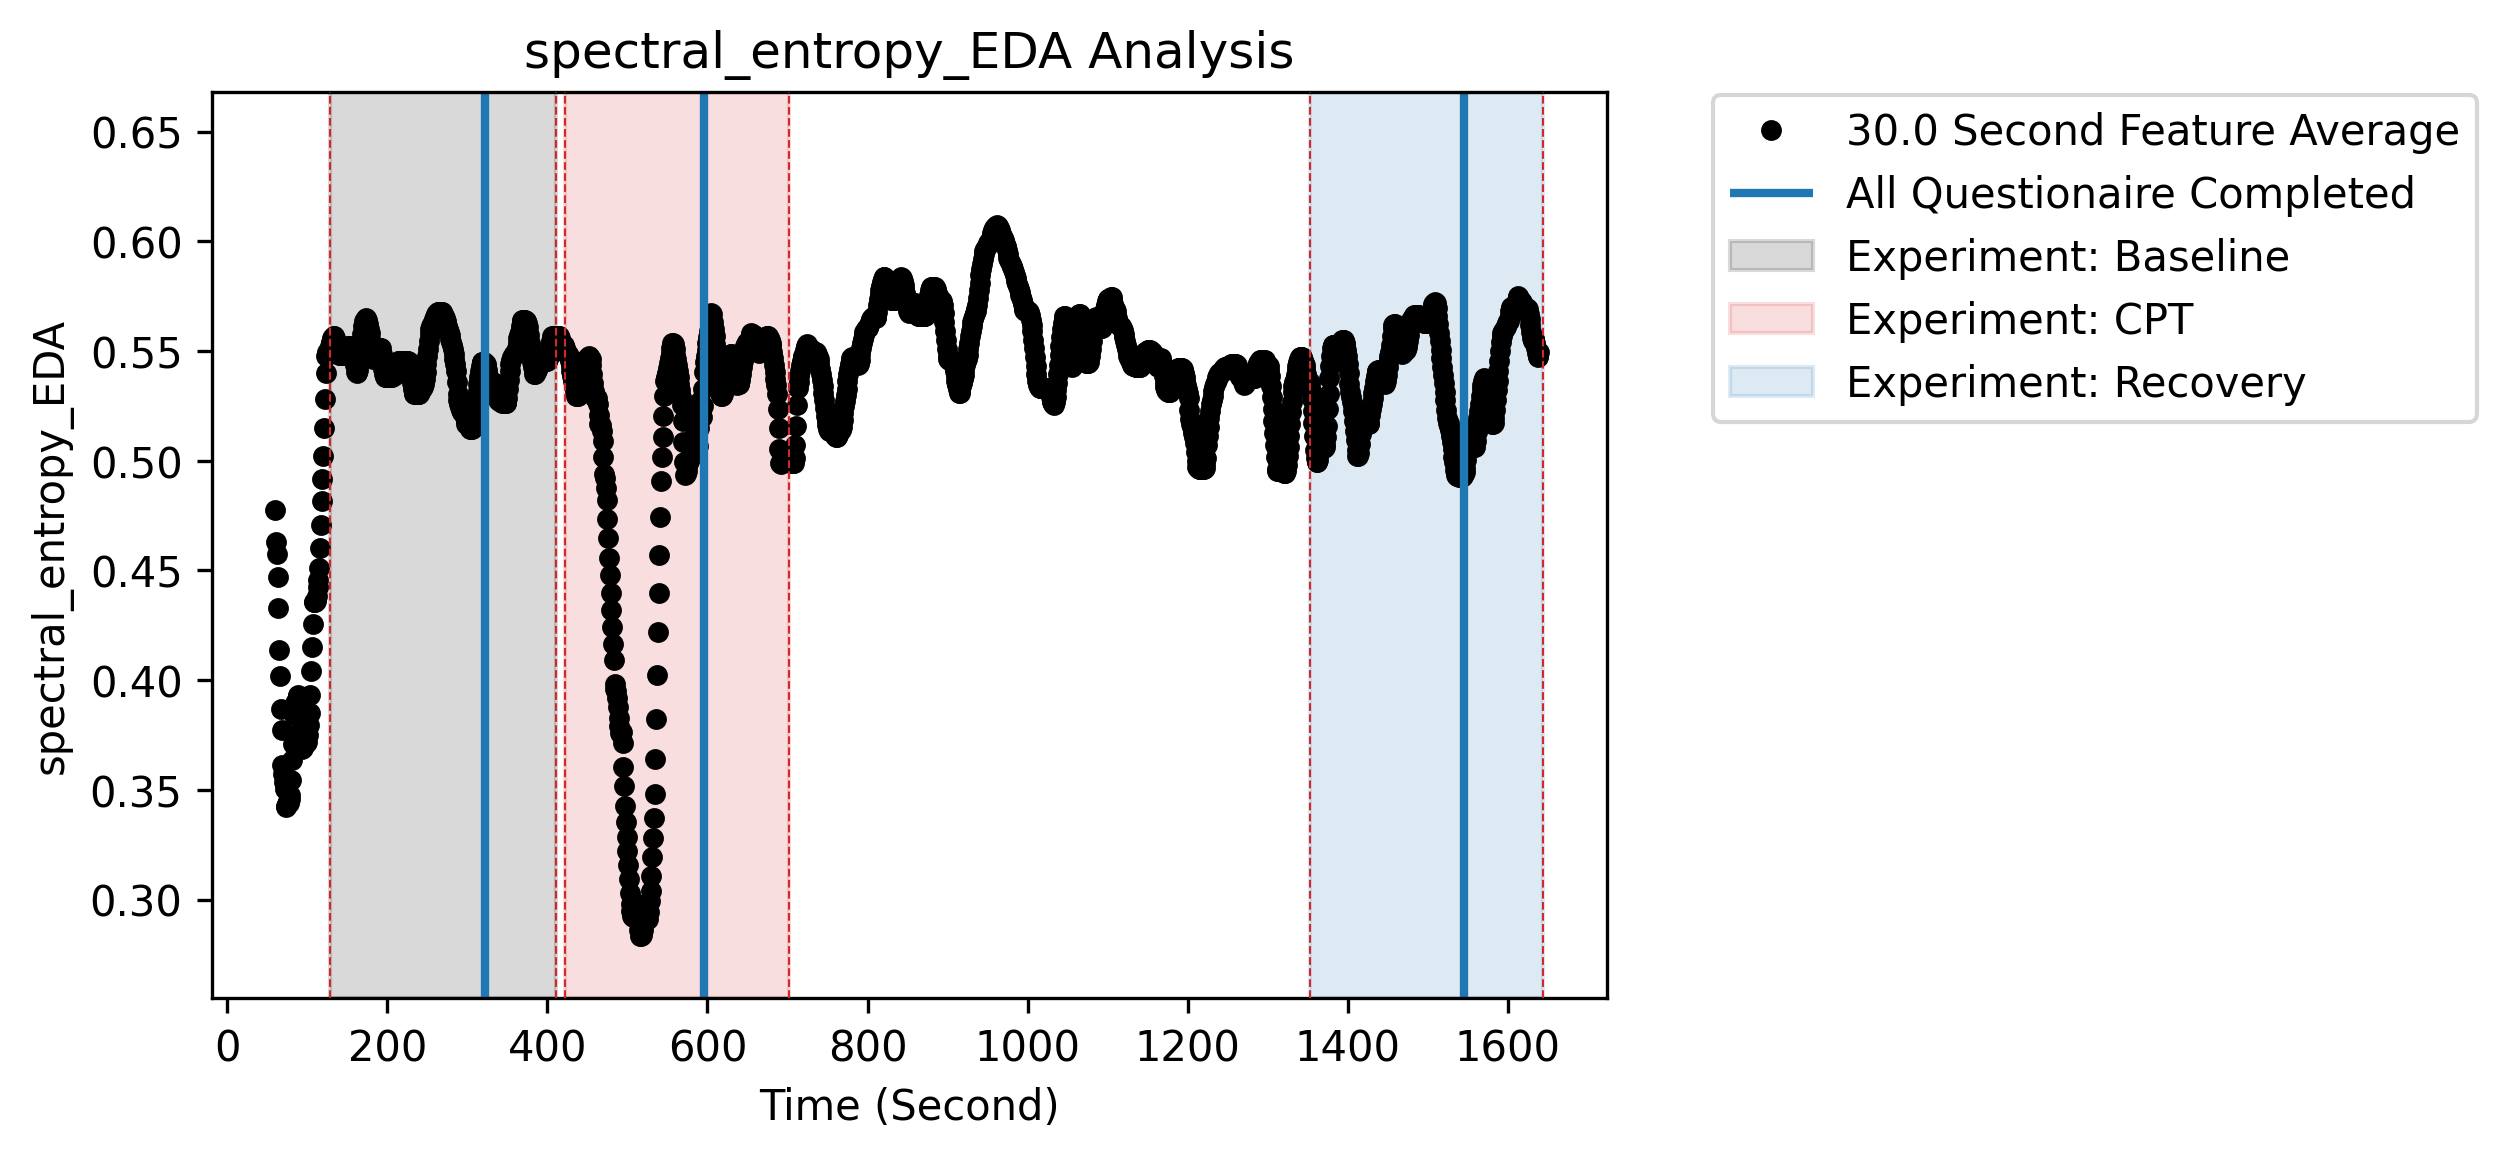 spectral_entropy_EDA Analysis
spectral_entropy_EDA
0.65
0.60
0.55
0.50
0.45
0.40
0.35
0.30
0 200 400 600 800 1000 1200 1400 1600
Time (Second)
30.0 Second Feature Average
All Questionaire Completed
Experiment: Baseline
Experiment: CPT
Experiment: Recovery